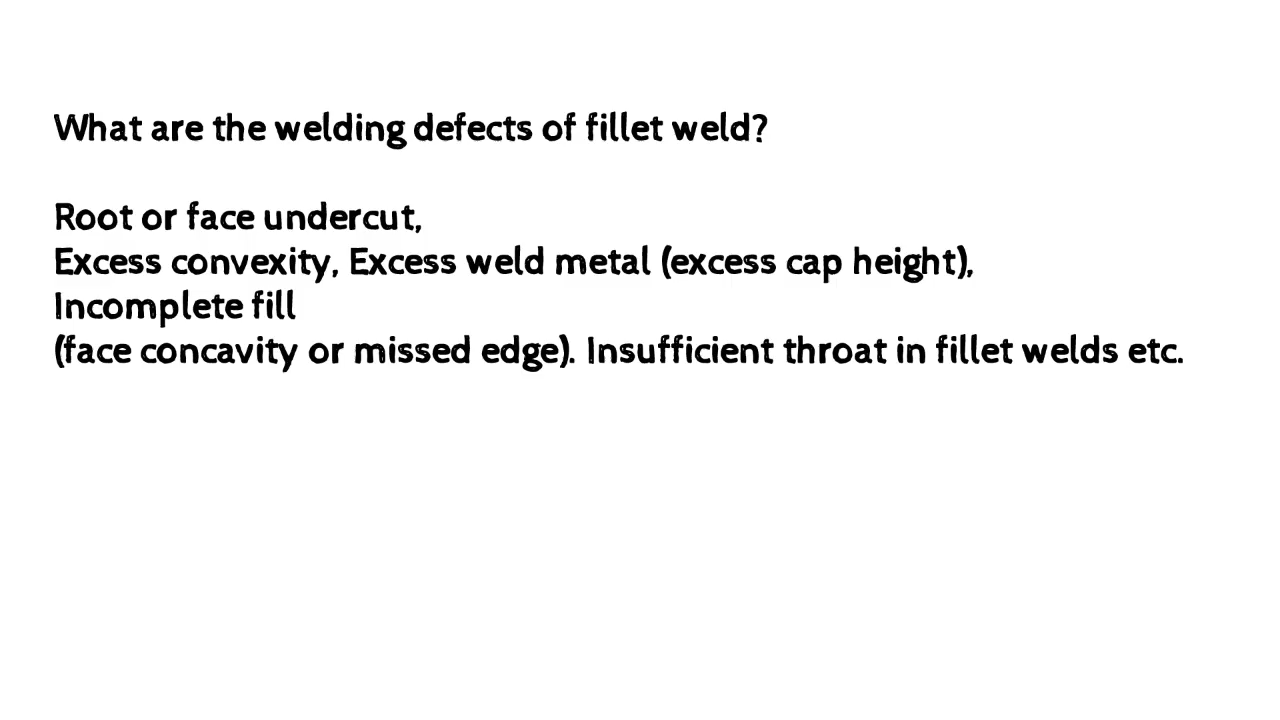 What are the welding defects of fillet weld?
Root or face undercut,
Excess convexity, Excess weld metal (excess cap height),
Incomplete fill
(face concavity or missed edge). Insufficient throat in fillet welds etc.